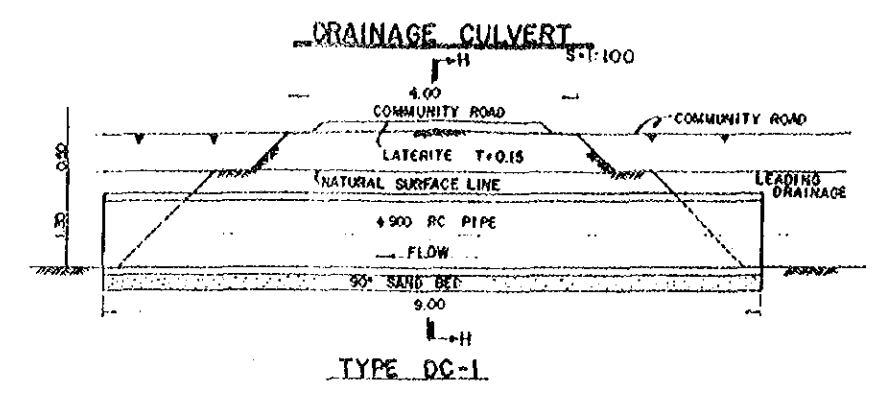 DRAINAGE CULVERT
S=1:100
H
4.00
COMMUNITY ROAD
COMMUNITY ROAD
LATERITE T=0.15
NATURAL SURFACE LINE
LEADING
DRAINAGE
φ900 RC PIPE
FLOW
90° SAND BED
9.00
H
TYPE DC-1